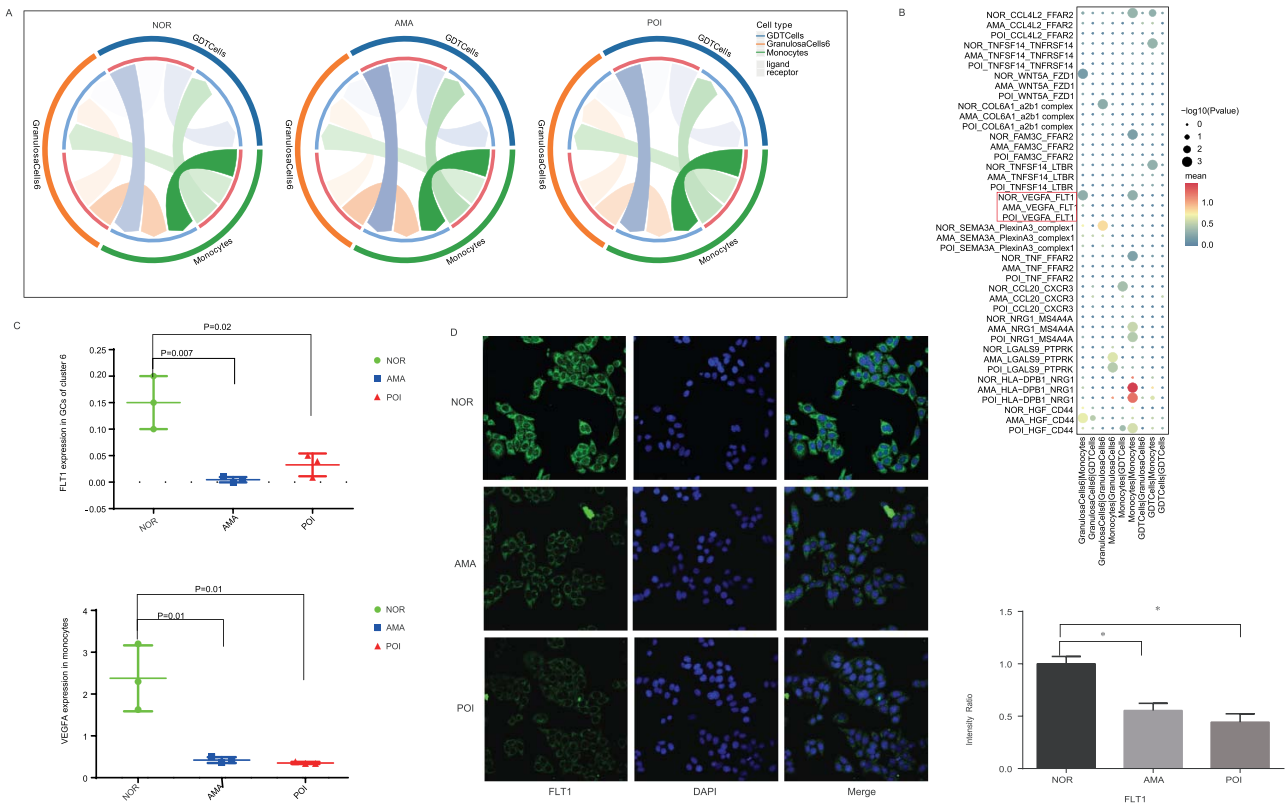 A
NOR
AMA
POI
Cell type
GDTCells
GranulosaCells6
Monocytes
ligand
receptor
GDTCells
GranulosaCells6
Monocytes
GDTCells
GranulosaCells6
Monocytes
GDTCells
GranulosaCells6
Monocytes
B
NOR_CCL4L2_FFAR2
AMA_CCL4L2_FFAR2
POI_CCL4L2_FFAR2
NOR_TNFSF14_TNFRSF14
AMA_TNFSF14_TNFRSF14
POI_TNFSF14_TNFRSF14
NOR_WNT5A_FZD1
AMA_WNT5A_FZD1
POI_WNT5A_FZD1
NOR_COL6A1_a2b1 complex
AMA_COL6A1_a2b1 complex
POI_COL6A1_a2b1 complex
NOR_FAM3C_FFAR2
AMA_FAM3C_FFAR2
POI_FAM3C_FFAR2
NOR_TNFSF14_LTBR
AMA_TNFSF14_LTBR
POI_TNFSF14_LTBR
NOR_VEGFA_FLT1
AMA_VEGFA_FLT1
POI_VEGFA_FLT1
NOR_SEMA3A_PlexinA3_complex1
AMA_SEMA3A_PlexinA3_complex1
POI_SEMA3A_PlexinA3_complex1
NOR_TNF_FFAR2
AMA_TNF_FFAR2
POI_TNF_FFAR2
NOR_CCL20_CXCR3
AMA_CCL20_CXCR3
POI_CCL20_CXCR3
NOR_NRG1_MS4A4A
AMA_NRG1_MS4A4A
POI_NRG1_MS4A4A
NOR_LGALS9_PTPRK
AMA_LGALS9_PTPRK
POI_LGALS9_PTPRK
NOR_HLA-DPB1_NRG1
AMA_HLA-DPB1_NRG1
POI_HLA-DPB1_NRG1
NOR_HGF_CD44
AMA_HGF_CD44
POI_HGF_CD44
GranulosaCells6|Monocytes
GranulosaCells6|GDTCells
GranulosaCells6|GranulosaCells6
Monocytes|GranulosaCells6
Monocytes|GDTCells
Monocytes|Monocytes
GDTCells|GranulosaCells6
GDTCells|Monocytes
GDTCells|GDTCells
−log10(Pvalue)
0
1
2
3
mean
1.0
0.5
0.0
C
P=0.02
P=0.007
FLT1 expression in GCs of cluster 6
0.25
0.20
0.15
0.10
0.05
0.00
−0.05
NOR
AMA
POI
NOR
AMA
POI
P=0.01
P=0.01
VEGFA expression in monocytes
4
3
2
1
0
NOR
AMA
POI
NOR
AMA
POI
D
NOR
AMA
POI
FLT1
DAPI
Merge
Intensity Ratio
1.5
1.0
0.5
0.0
*
*
NOR
AMA
POI
FLT1